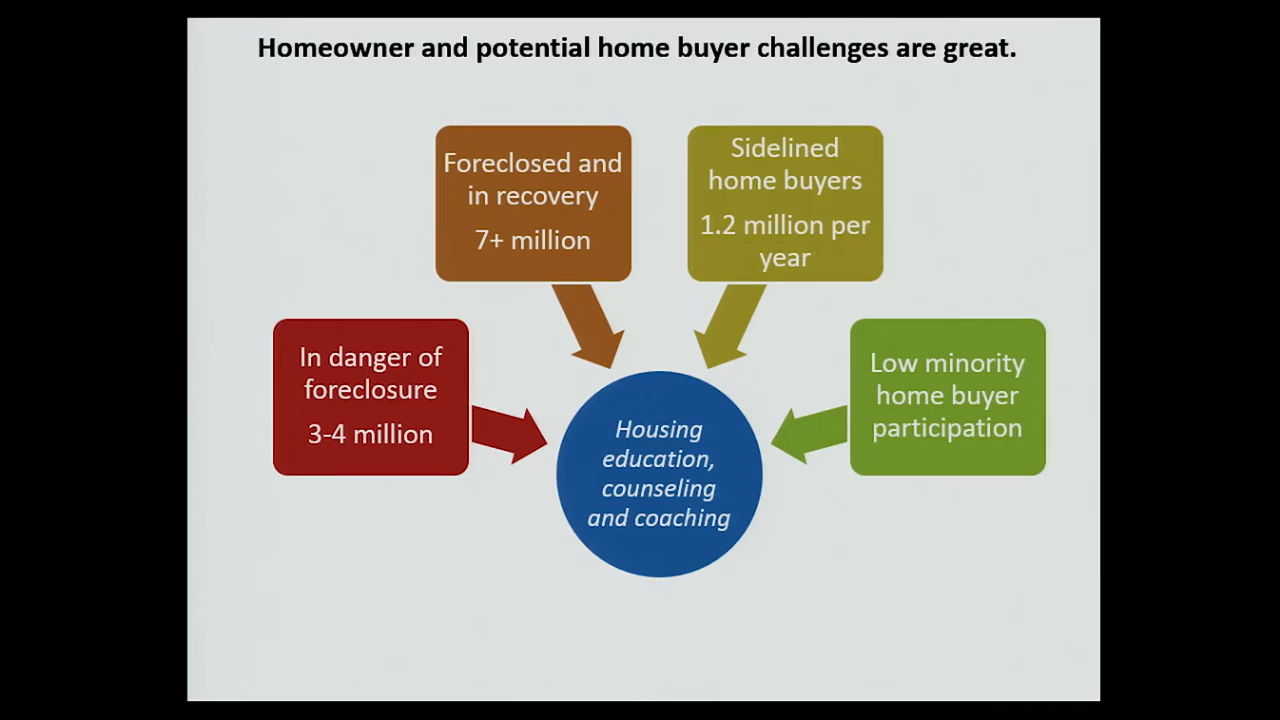 Homeowner and potential home buyer challenges are great.
In danger of
foreclosure
3-4 million
Foreclosed and
in recovery
7+ million
Sidelined
home buyers
1.2 million per
year
Low minority
home buyer
participation
Housing
education,
counseling
and coaching